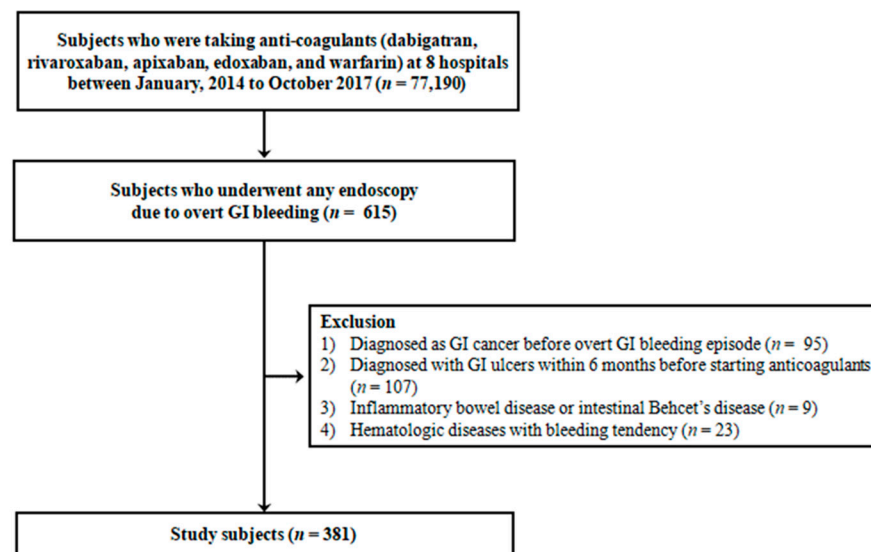 Subjects who were taking anti-coagulants (dabigatran,
rivaroxaban, apixaban, edoxaban, and warfarin) at 8 hospitals
between January, 2014 to October 2017 (n = 77,190)
Subjects who underwent any endoscopy
due to overt GI bleeding (n = 615)
Exclusion
1) Diagnosed as GI cancer before overt GI bleeding episode (n = 95)
2) Diagnosed with GI ulcers within 6 months before starting anticoagulants
(n = 107)
3) Inflammatory bowel disease or intestinal Behcet's disease (n = 9)
4) Hematologic diseases with bleeding tendency (n = 23)
Study subjects (n = 381)